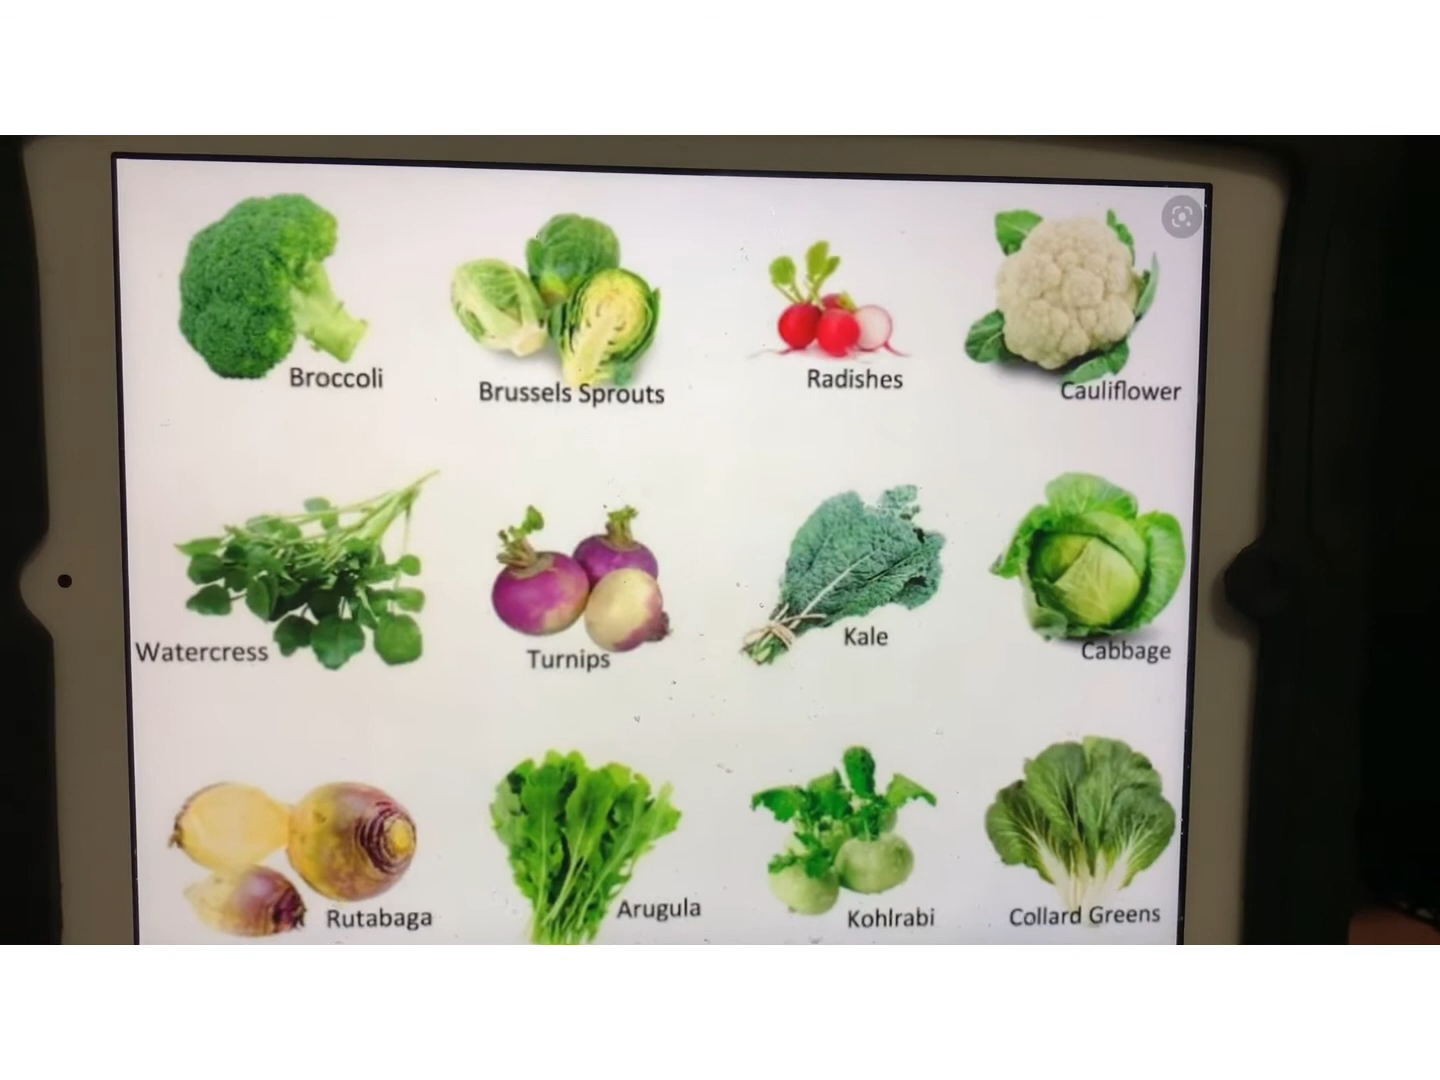 Broccoli
Brussels Sprouts
Radishes
Cauliflower
Watercress
Turnips
Kale
Cabbage
Rutabaga
Arugula
Kohlrabi
Collard Greens